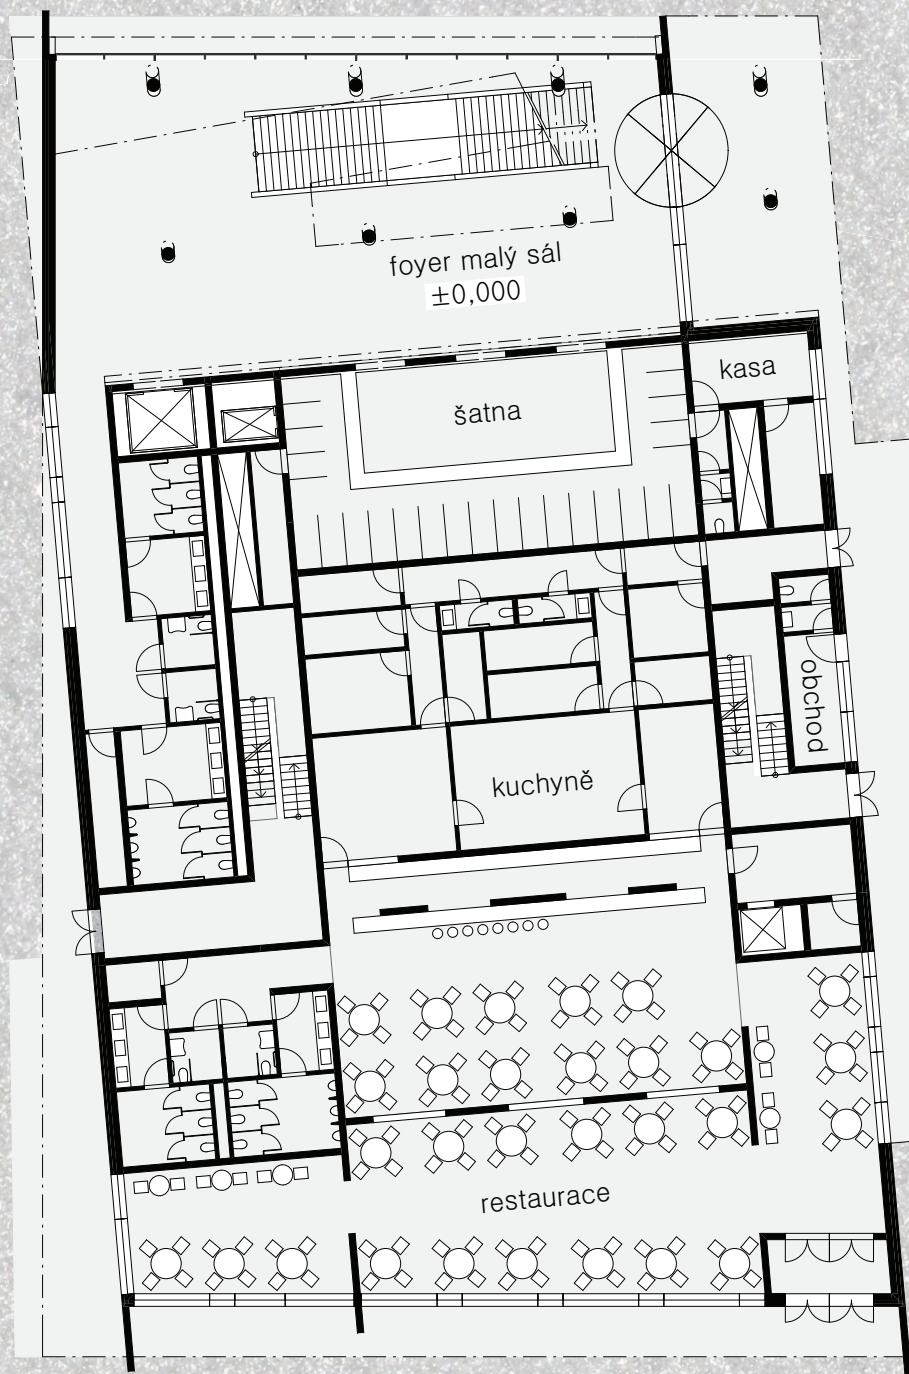 foyer malý sál
±0,000
kasa
šatna
obchod
kuchyně
restaurace